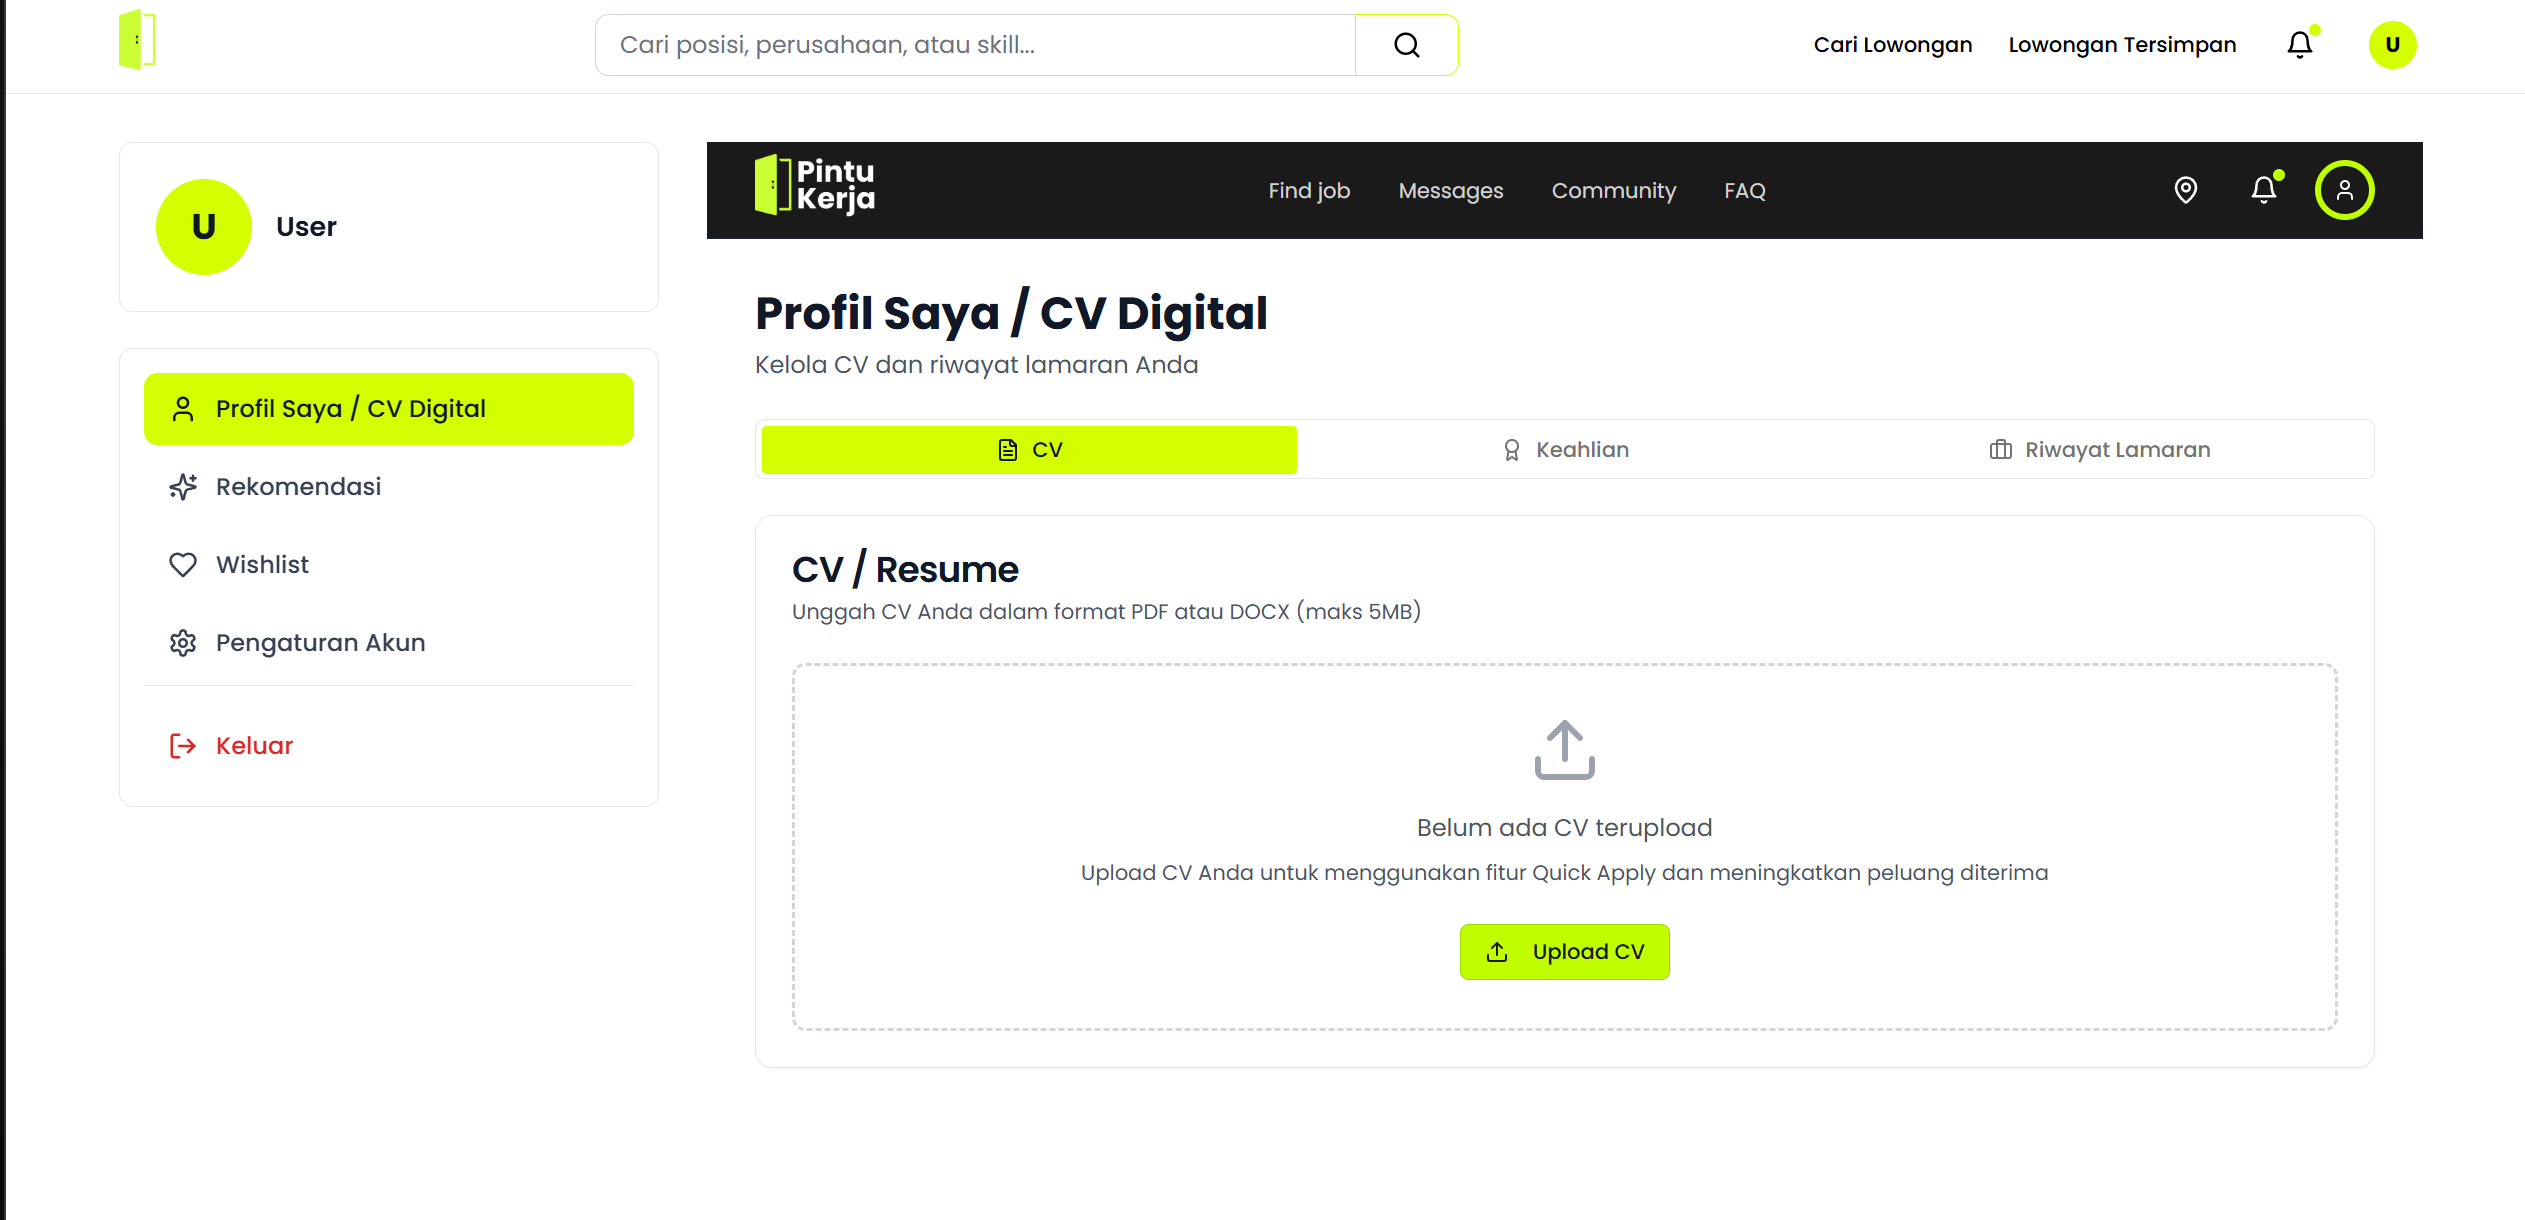 Cari posisi, perusahaan, atau skill...
Cari Lowongan
Lowongan Tersimpan
U
U
User
Profil Saya / CV Digital
Rekomendasi
Wishlist
Pengaturan Akun
Keluar
Pintu
Kerja
Find job
Messages
Community
FAQ
Profil Saya / CV Digital
Kelola CV dan riwayat lamaran Anda
CV
Keahlian
Riwayat Lamaran
CV / Resume
Unggah CV Anda dalam format PDF atau DOCX (maks 5MB)
Belum ada CV terupload
Upload CV Anda untuk menggunakan fitur Quick Apply dan meningkatkan peluang diterima
Upload CV